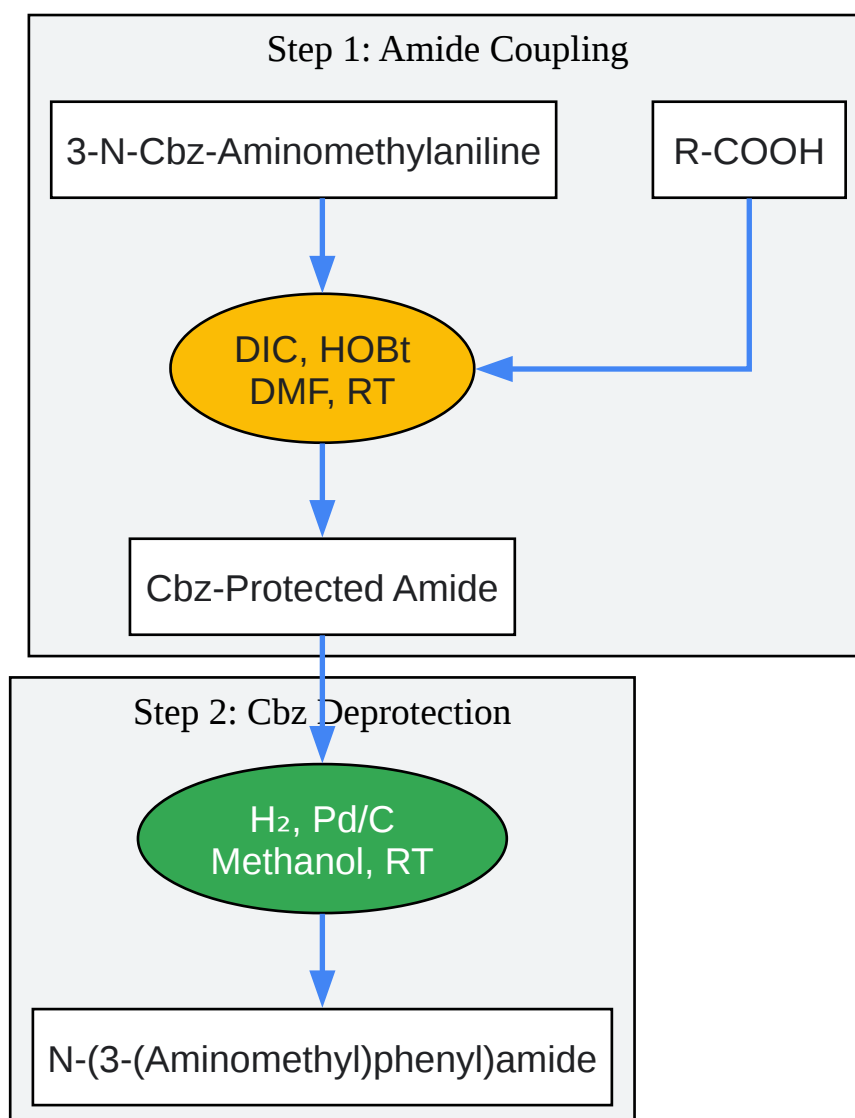 Step 1: Amide Coupling
3-N-Cbz-Aminomethylaniline
R-COOH
DIC, HOBt
DMF, RT
Cbz-Protected Amide
Step 2: Cbz Deprotection
H₂, Pd/C
Methanol, RT
N-(3-(Aminomethyl)phenyl)amide